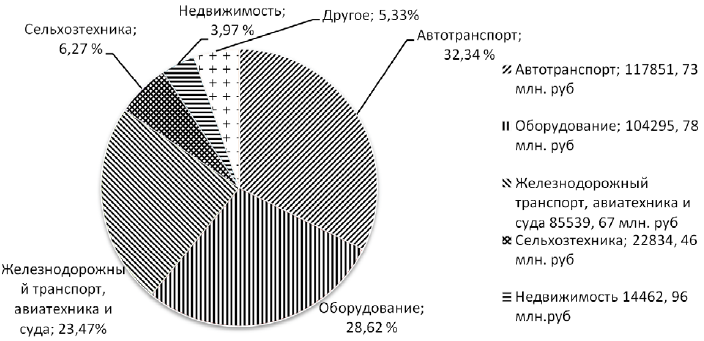 Недвижимость;
3,97 %
Другое; 5,33%
Сельхозтехника;
6,27 %
Автотранспорт;
32,34 %
Железнодорожны
й транспорт,
авиатехника и
суда; 23,47%
Оборудование;
28,62 %
Автотранспорт; 117851, 73
млн. руб
Оборудование; 104295, 78
млн. руб
Железнодорожный
транспорт, авиатехника и
суда 85539, 67 млн. руб
Сельхозтехника; 22834, 46
млн. руб
Недвижимость 14462, 96
млн.руб